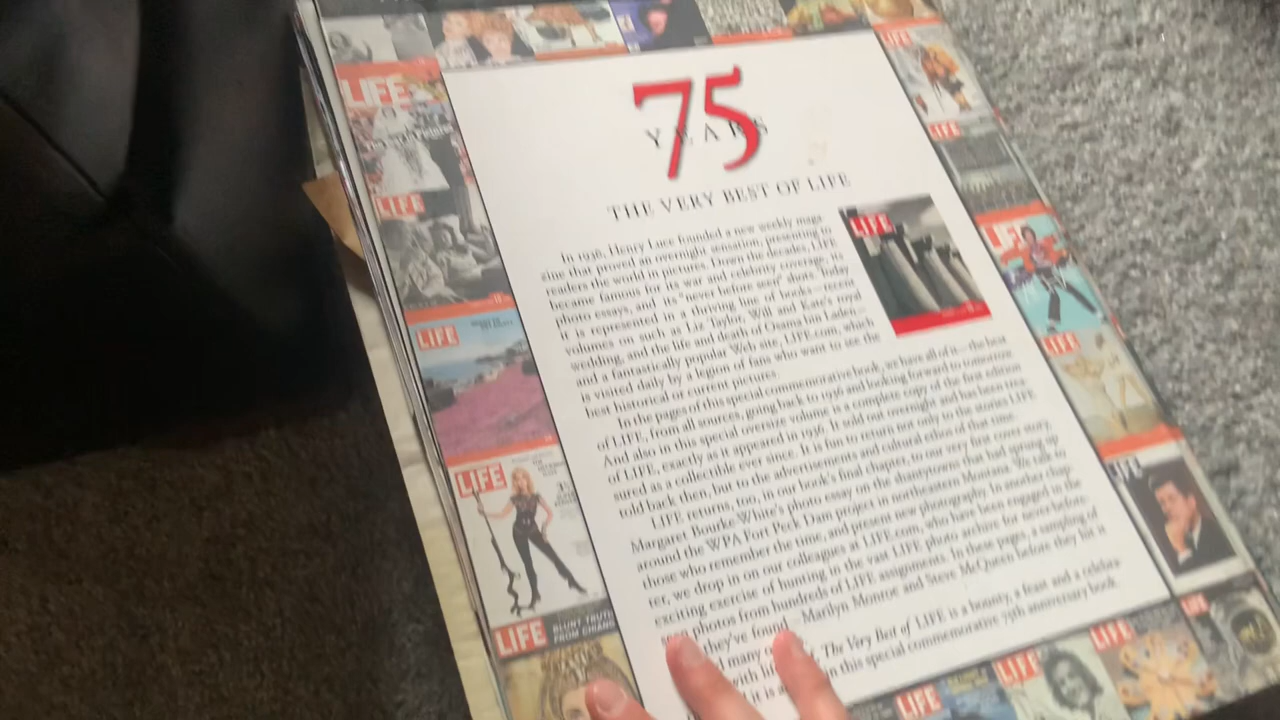 75
YEARS
THE VERY BEST OF LIFE
In 1936, Henry Luce founded a new weekly maga-
zine that proved an overnight sensation, presenting to
readers the world in pictures. Down the decades, LIFE
became famous for its war and celebrity coverage, its
photo essays, and its "never before seen" shots. Today
it is represented in a thriving line of books—recent
volumes on such as Liz Taylor, Will and Kate's royal
wedding, and the life and death of Osama bin Laden—
and a fantastically popular Web site, LIFE.com, which
is visited daily by a legion of fans who want to see the
best historical or current pictures.
In the pages of this special commemorative book, we have all of it—the best
of LIFE, from all sources, going back to 1936 and looking forward to tomorrow.
And also in this special oversize volume is a complete copy of the first edition
of LIFE, exactly as it appeared in 1936. It sold out overnight and has been trea-
sured as a collectible ever since. It is fun to return not only to the stories LIFE
told back then, but to the advertisements and cultural ethos of that time.
LIFE returns, too, in our book's final chapter, to our very first cover story,
Margaret Bourke-White's photo essay on the shantytowns that had sprung up
around the WPA Fort Peck Dam project in northeastern Montana. We talk to
those who remember the time, and present new photography. In another chap-
ter, we drop in on our colleagues at LIFE.com, who have been engaged in the
exciting exercise of hunting in the vast LIFE photo archive for never-before-
photos from hundreds of LIFE assignments. In these pages, a sampling of
they've found Marilyn Monroe and Steve McQueen before they hit it
many
The Very Best of LIFE is a bounty, a feast and a celebra-
with
it is in this special commemorative 75th anniversary book.
LIFE
LIFE
LIFE
LIFE
LIFE
LIFE
BLUNT TRUTH
FROM CHIANG
LIFE
LIFE
LIFE
LIFE
LIFE
LIFE
LIFE
LIFE
LIFE